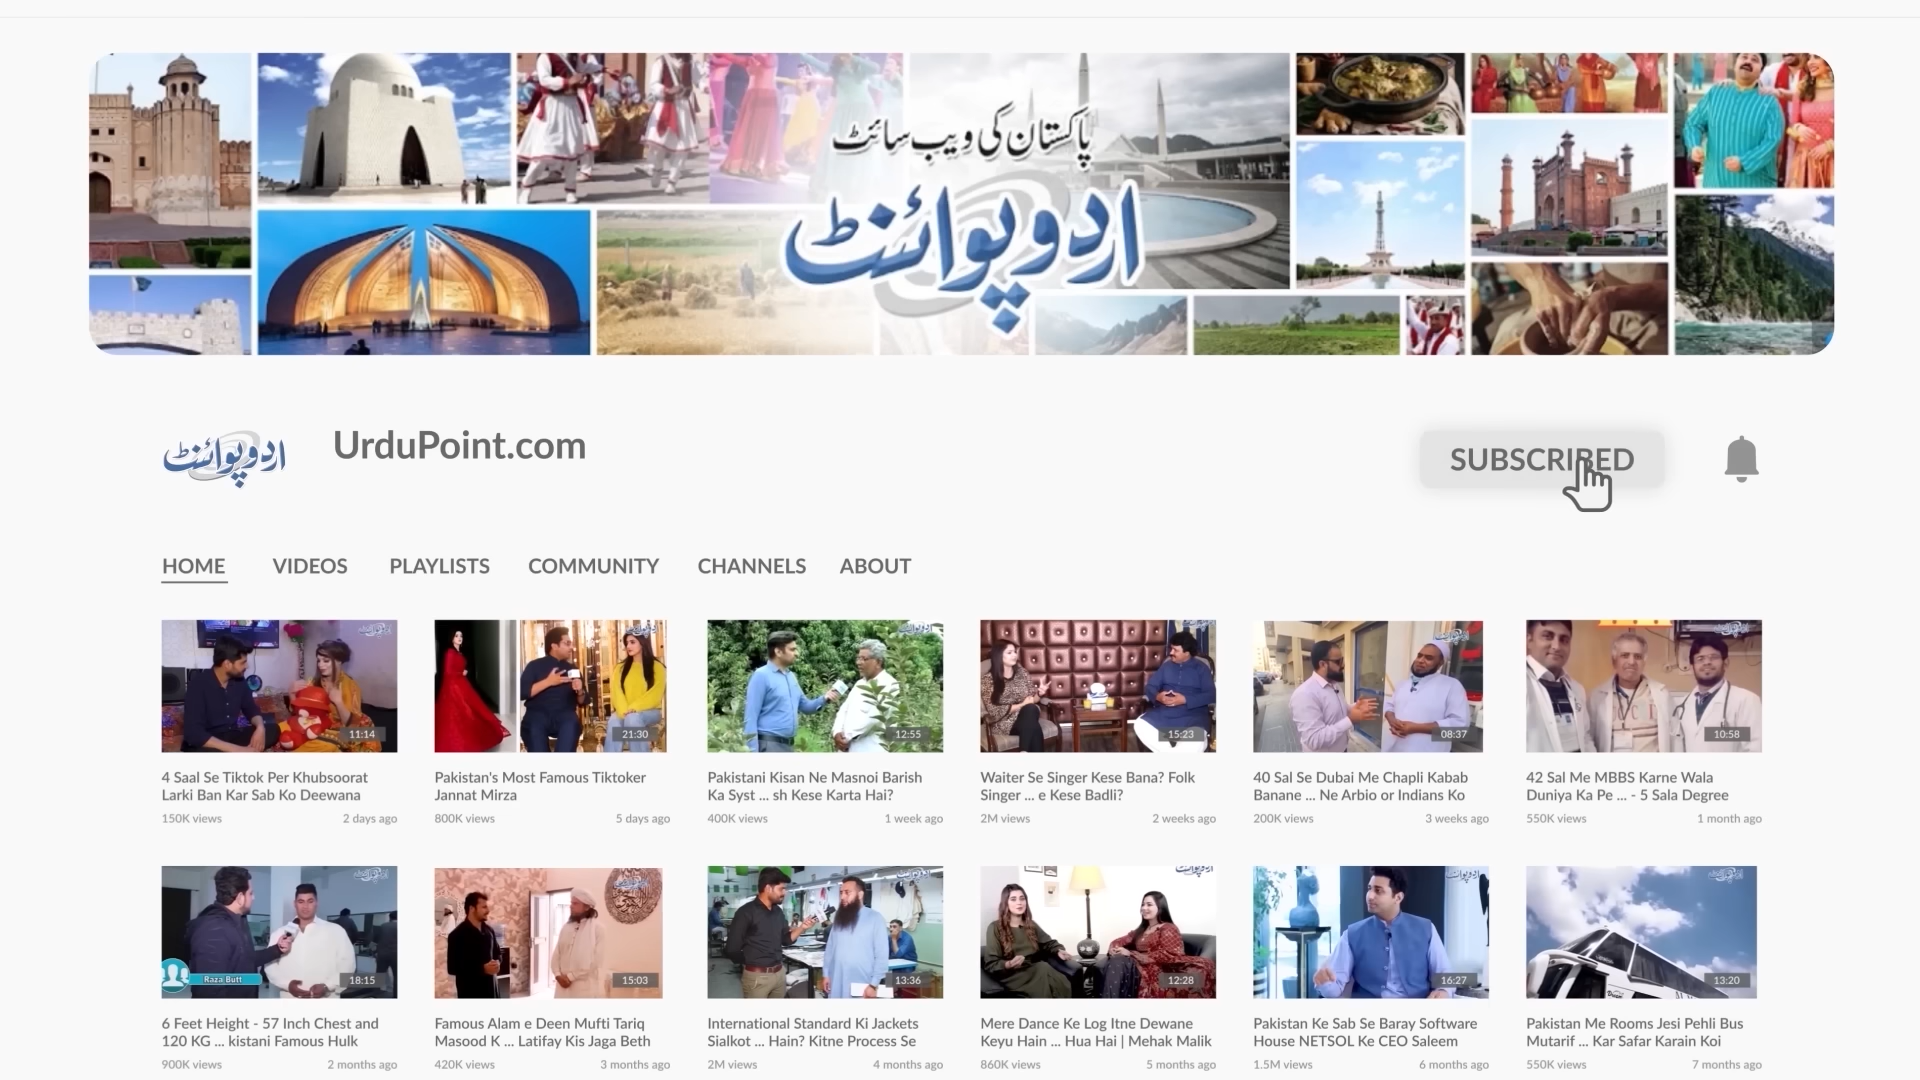 پاکستان کی ویب سائٹ
اردو پوائنٹ
اردو پوائنٹ
UrduPoint.com
SUBSCRIBED
HOME VIDEOS PLAYLISTS COMMUNITY CHANNELS ABOUT
11:14
21:30
12:55
15:23
08:37
10:58
4 Saal Se Tiktok Per Khubsoorat
Larki Ban Kar Sab Ko Deewana
150K views 2 days ago
Pakistan's Most Famous Tiktoker
Jannat Mirza
800K views 5 days ago
Pakistani Kisan Ne Masnoi Barish
Ka Syst ... sh Kese Karta Hai?
400K views 1 week ago
Waiter Se Singer Kese Bana? Folk
Singer ... e Kese Badli?
2M views 2 weeks ago
40 Sal Se Dubai Me Chapli Kabab
Banane ... Ne Arbio or Indians Ko
200K views 3 weeks ago
42 Sal Me MBBS Karne Wala
Duniya Ka Pe ... - 5 Sala Degree
550K views 1 month ago
Raza Butt
18:15
15:03
13:36
12:28
16:27
13:20
6 Feet Height - 57 Inch Chest and
120 KG ... kistani Famous Hulk
900K views 2 months ago
Famous Alam e Deen Mufti Tariq
Masood K ... Latifay Kis Jaga Beth
420K views 3 months ago
International Standard Ki Jackets
Sialkot ... Hain? Kitne Process Se
2M views 4 months ago
Mere Dance Ke Log Itne Dewane
Keyu Hain ... Hua Hai | Mehak Malik
860K views 5 months ago
Pakistan Ke Sab Se Baray Software
House NETSOL Ke CEO Saleem
1.5M views 6 months ago
Pakistan Me Rooms Jesi Pehli Bus
Mutarif ... Kar Safar Karain Koi
550K views 7 months ago